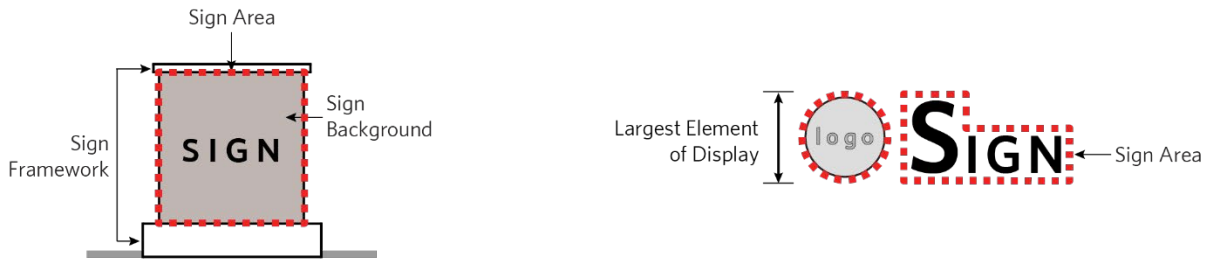 Sign Area
Sign
Background
SIGN
Sign
Framework
Largest Element
of Display
logo
SIGN
Sign Area